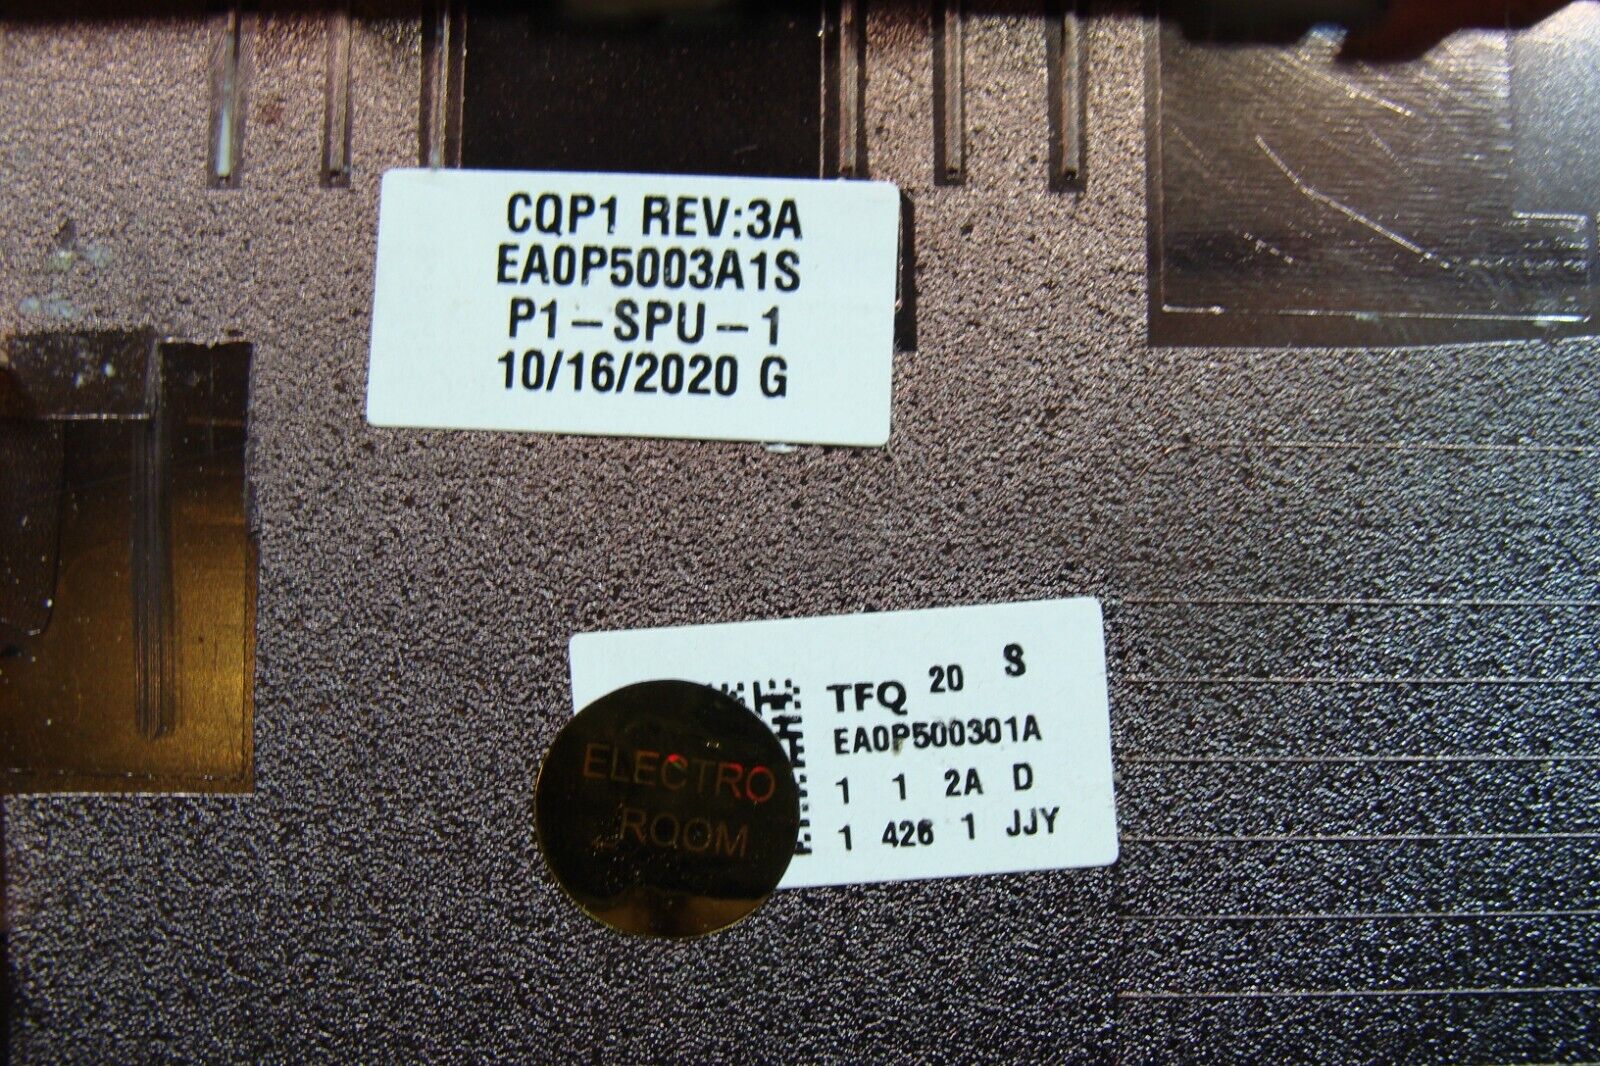 CQP1 REV:3A
EA0P5003A1S
P1-SPU-1
10/16/2020 G
TFQ 20 S
EA0P500301A
1 1 2A D
1 426 1 JJY
ELECTRO
ROOM